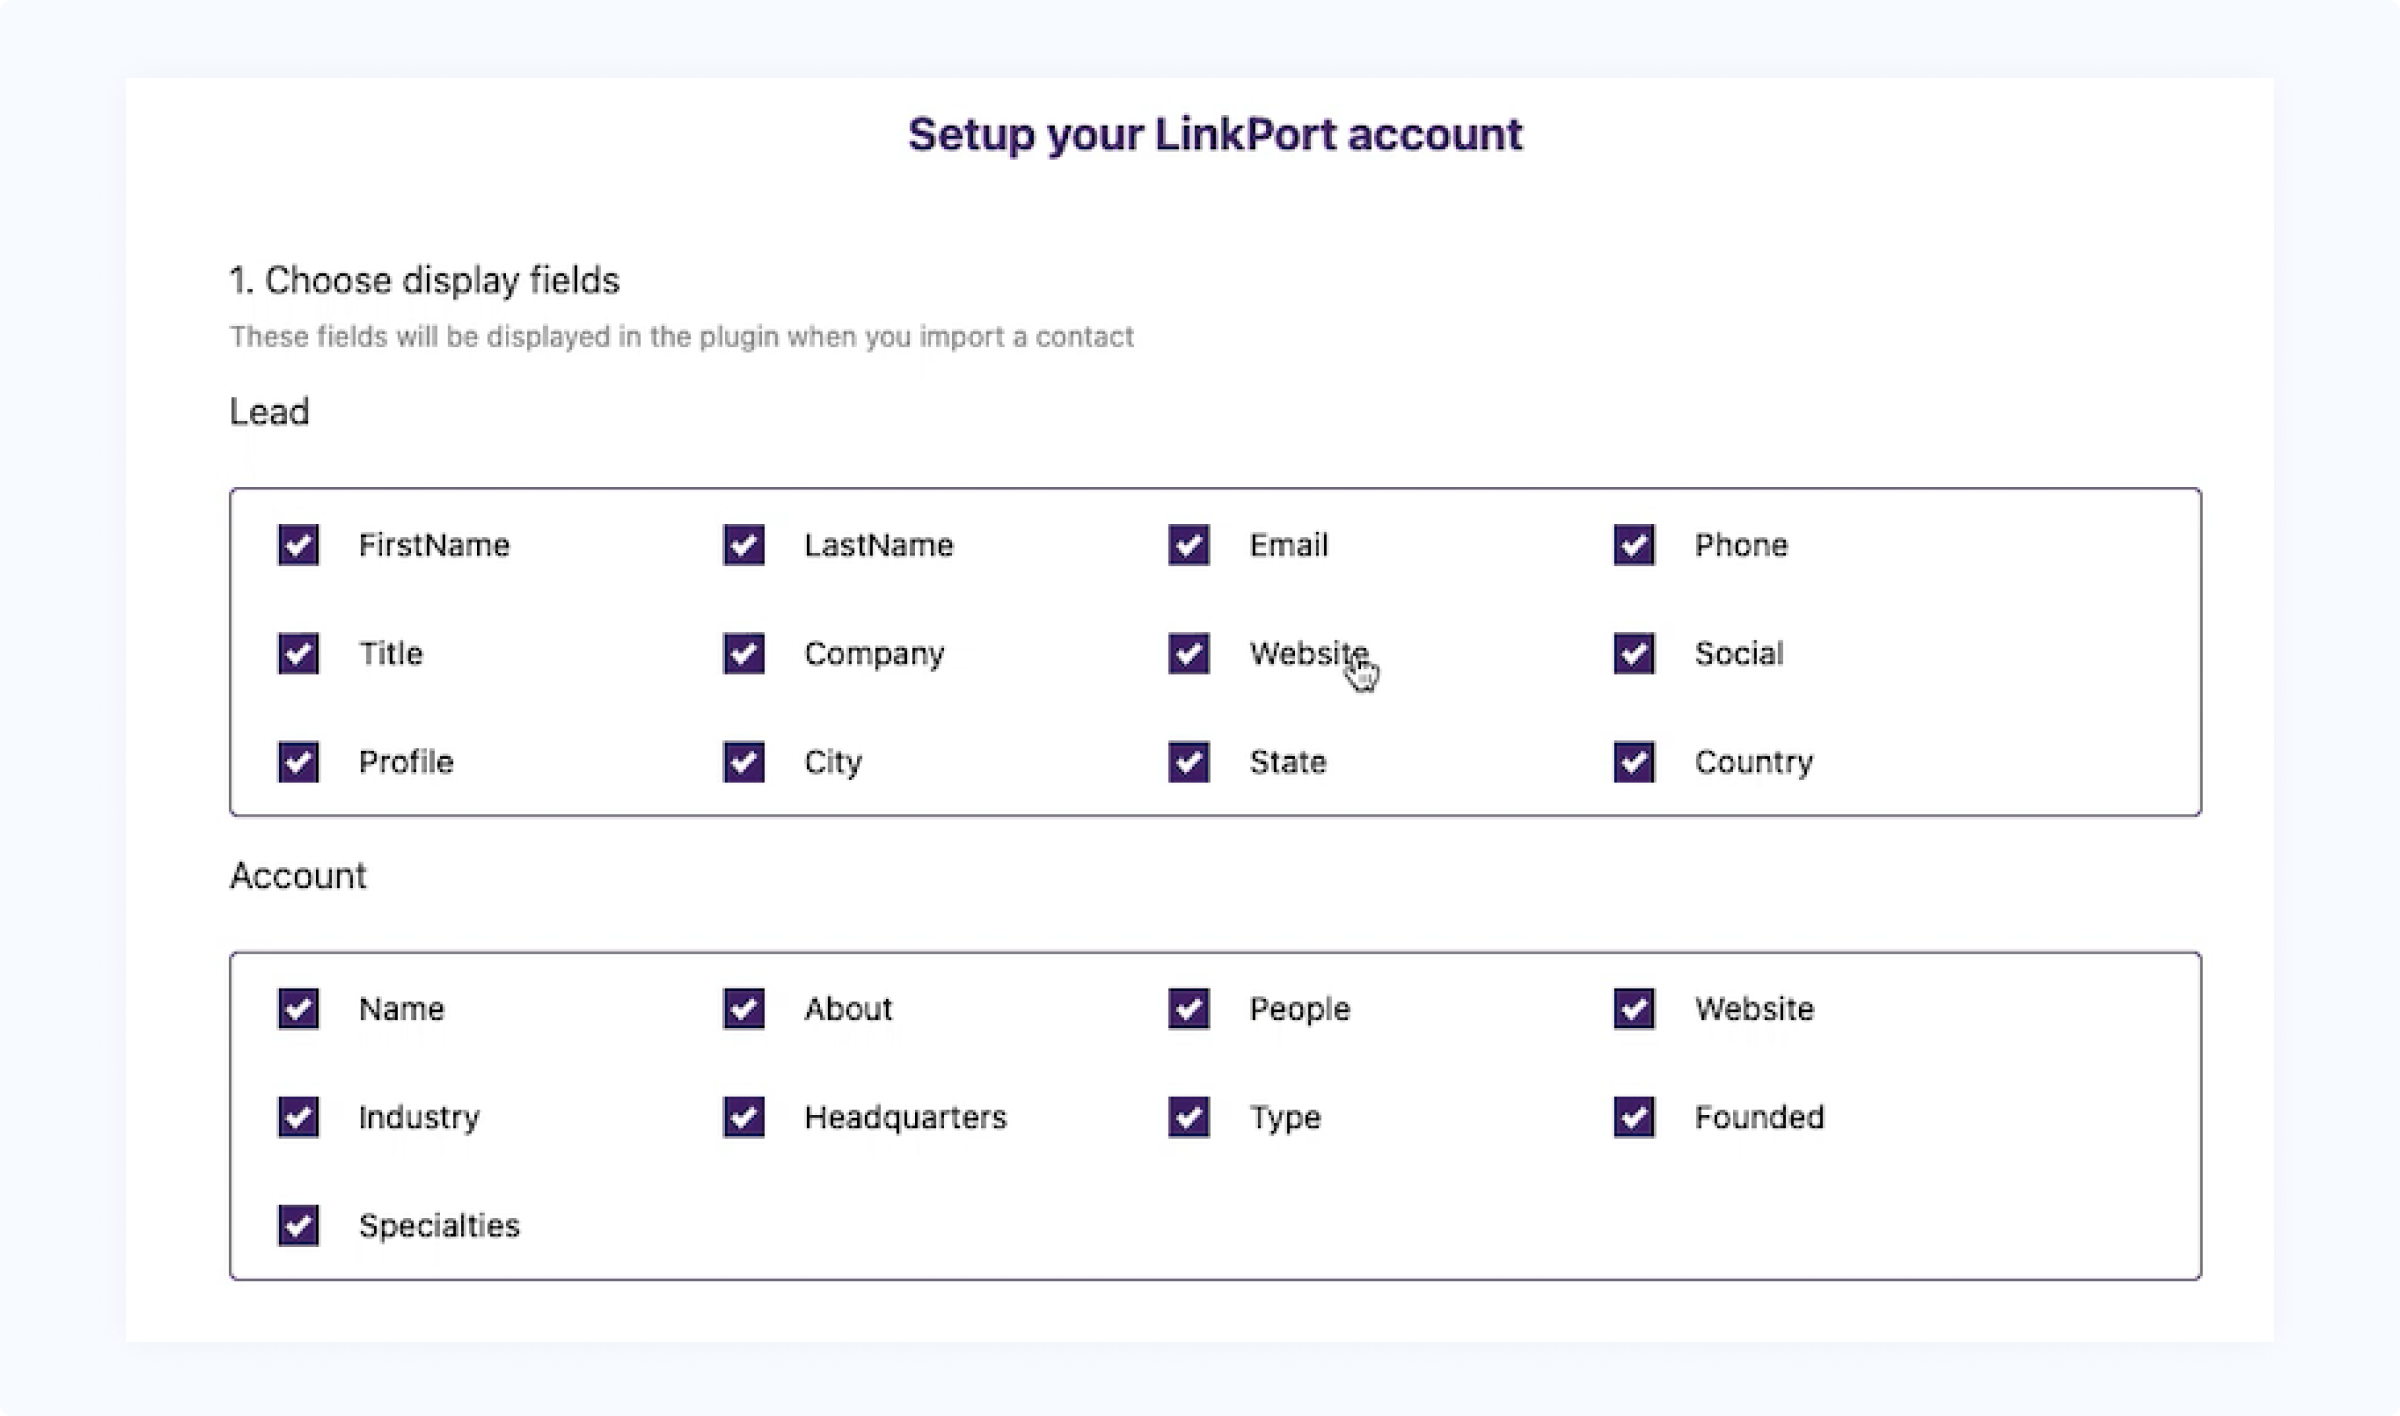 Setup your LinkPort account
1. Choose display fields
These fields will be displayed in the plugin when you import a contact
Lead
FirstName LastName Email Phone
Title Company Website Social
Profile City State Country
Account
Name About People Website
Industry Headquarters Type Founded
Specialties